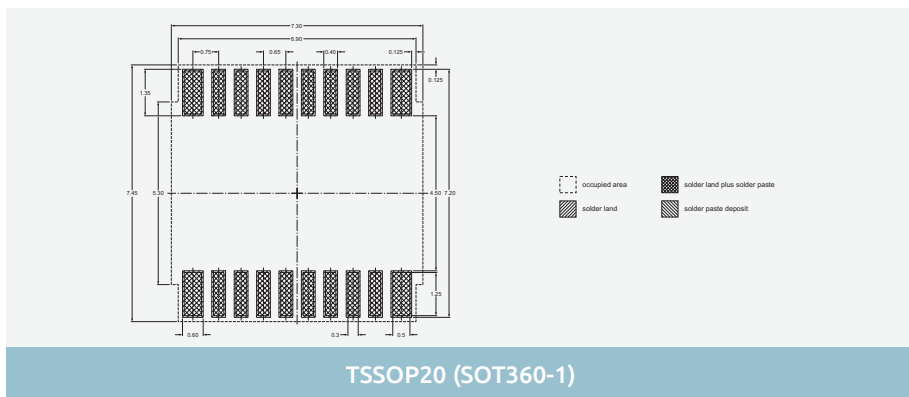 7.30
6.90
0.75 0.65 0.40 0.125
0.125
1.35
7.45 5.30 4.50 7.20
1.25
0.60 0.3 0.5
occupied area solder land plus solder paste
solder land solder paste deposit
TSSOP20 (SOT360-1)